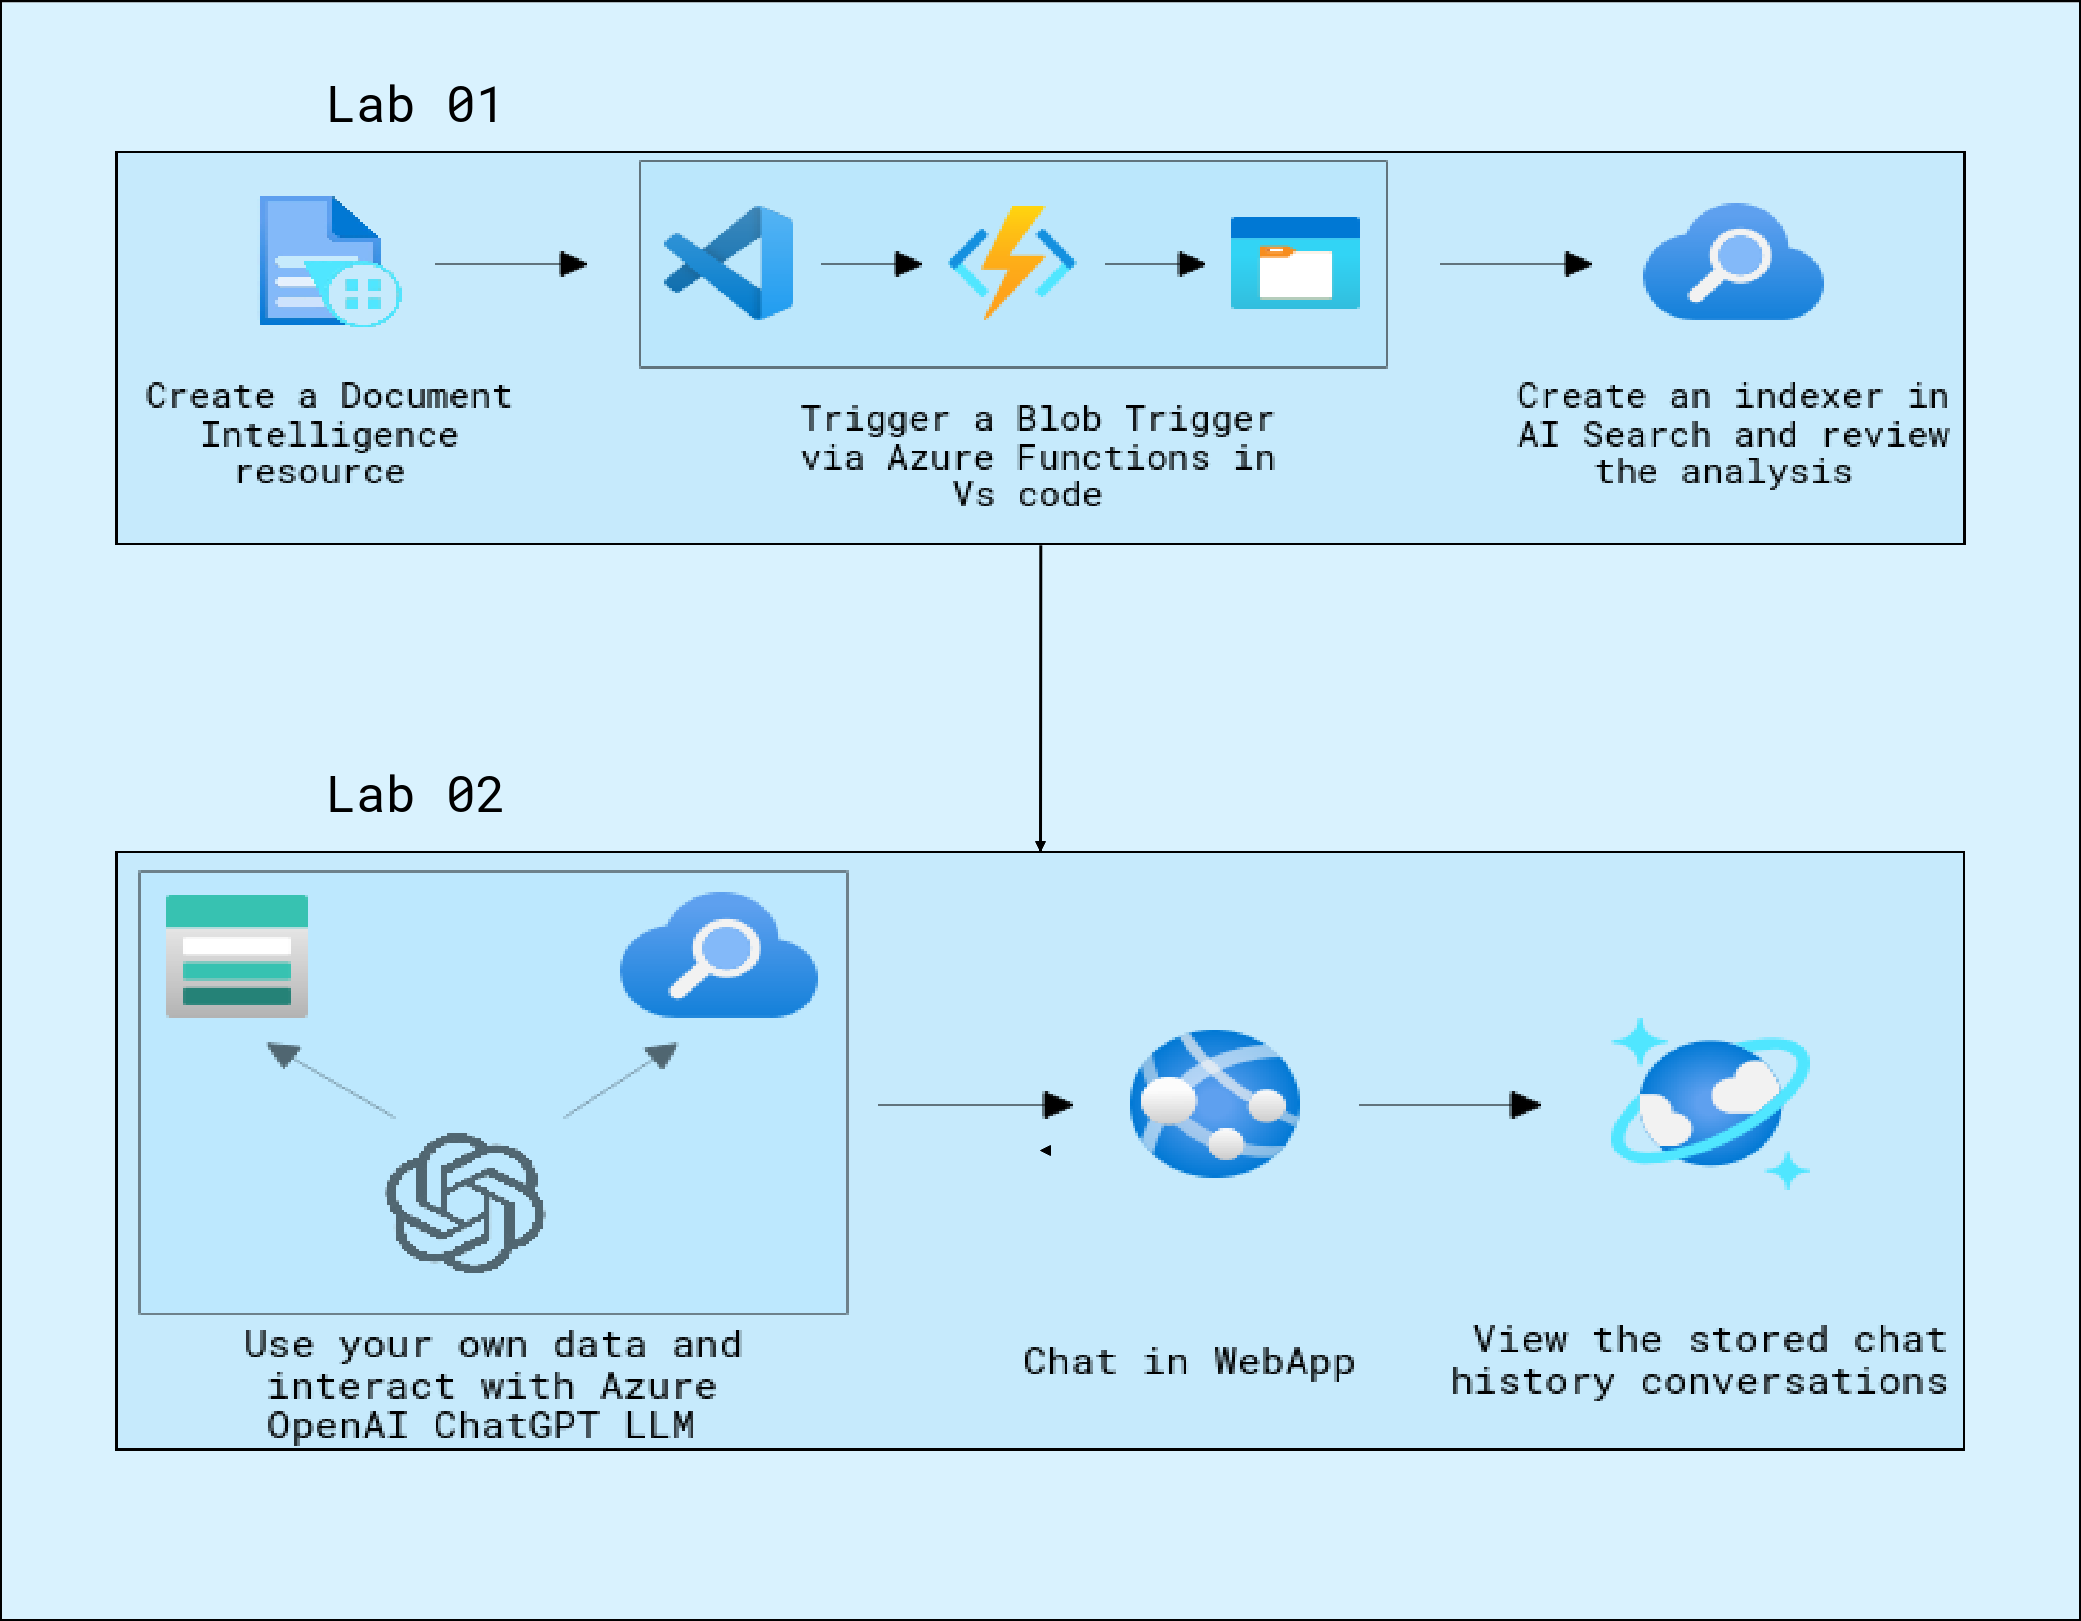 Lab 01
Create a Document
Intelligence
resource
Trigger a Blob Trigger
via Azure Functions in
Vs code
Create an indexer in
AI Search and review
the analysis
Lab 02
Use your own data and
interact with Azure
OpenAI ChatGPT LLM
Chat in WebApp
View the stored chat
history conversations